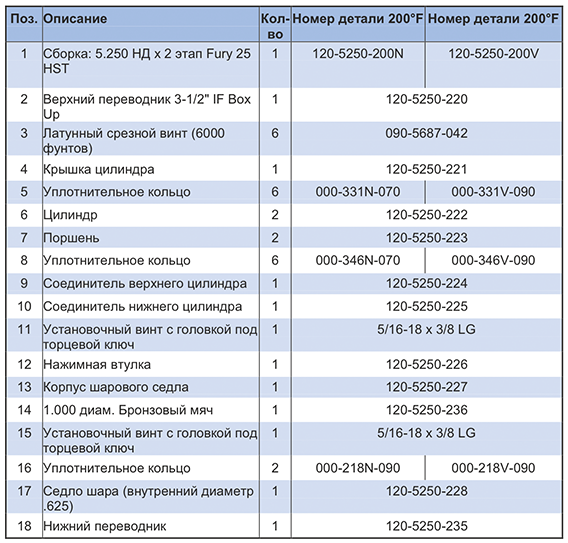 Поз. Описание Кол-во Номер детали 200°F Номер детали 200°F
1 Сборка: 5.250 НД x 2 этап Fury 25 HST 1 120-5250-200N 120-5250-200V
2 Верхний переводник 3-1/2" IF Box Up 1 120-5250-220
3 Латунный срезной винт (6000 фунтов) 6 090-5687-042
4 Крышка цилиндра 1 120-5250-221
5 Уплотнительное кольцо 6 000-331N-070 000-331V-090
6 Цилиндр 2 120-5250-222
7 Поршень 2 120-5250-223
8 Уплотнительное кольцо 6 000-346N-070 000-346V-090
9 Соединитель верхнего цилиндра 1 120-5250-224
10 Соединитель нижнего цилиндра 1 120-5250-225
11 Установочный винт с головкой под торцевой ключ 1 5/16-18 x 3/8 LG
12 Нажимная втулка 1 120-5250-226
13 Корпус шарового седла 1 120-5250-227
14 1.000 диам. Бронзовый мяч 1 120-5250-236
15 Установочный винт с головкой под торцевой ключ 1 5/16-18 x 3/8 LG
16 Уплотнительное кольцо 2 000-218N-090 000-218V-090
17 Седло шара (внутренний диаметр .625) 1 120-5250-228
18 Нижний переводник 1 120-5250-235